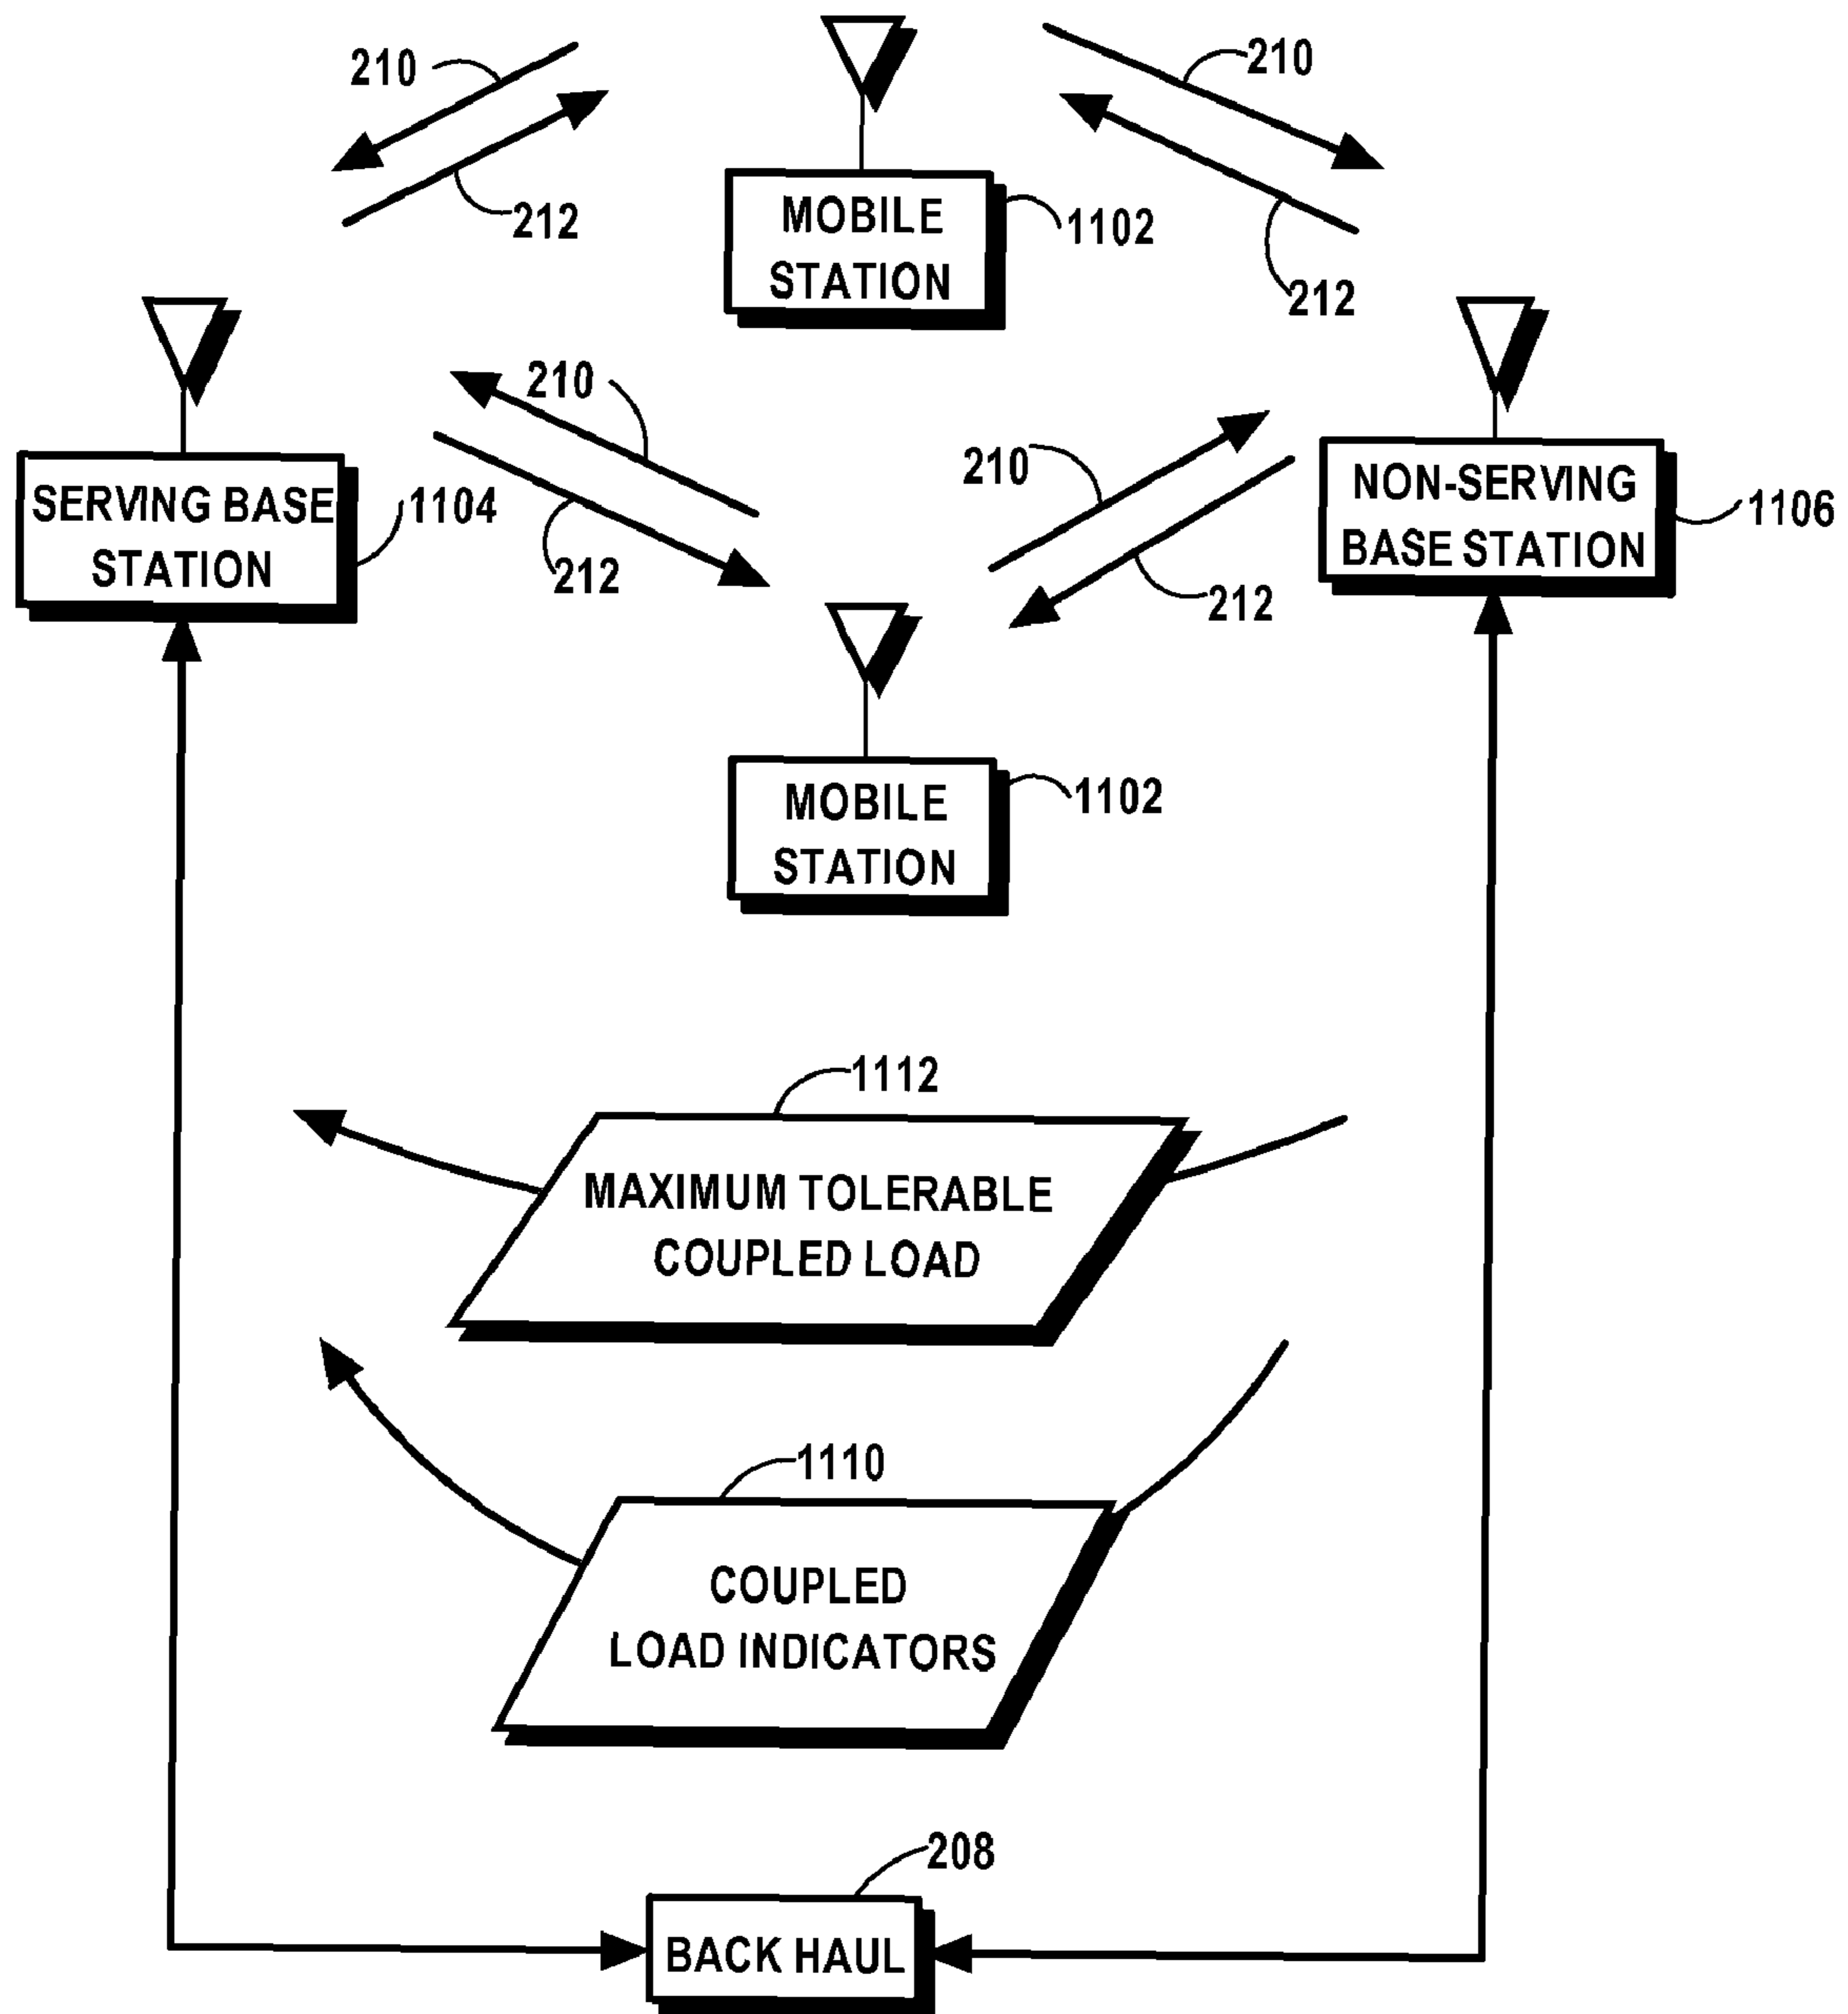 210
210
212
MOBILE
STATION
1102
212
210
210
SERVING BASE
STATION
1104
NON-SERVING
BASE STATION
1106
212
212
MOBILE
STATION
1102
1112
MAXIMUM TOLERABLE
COUPLED LOAD
1110
COUPLED
LOAD INDICATORS
208
BACK HAUL